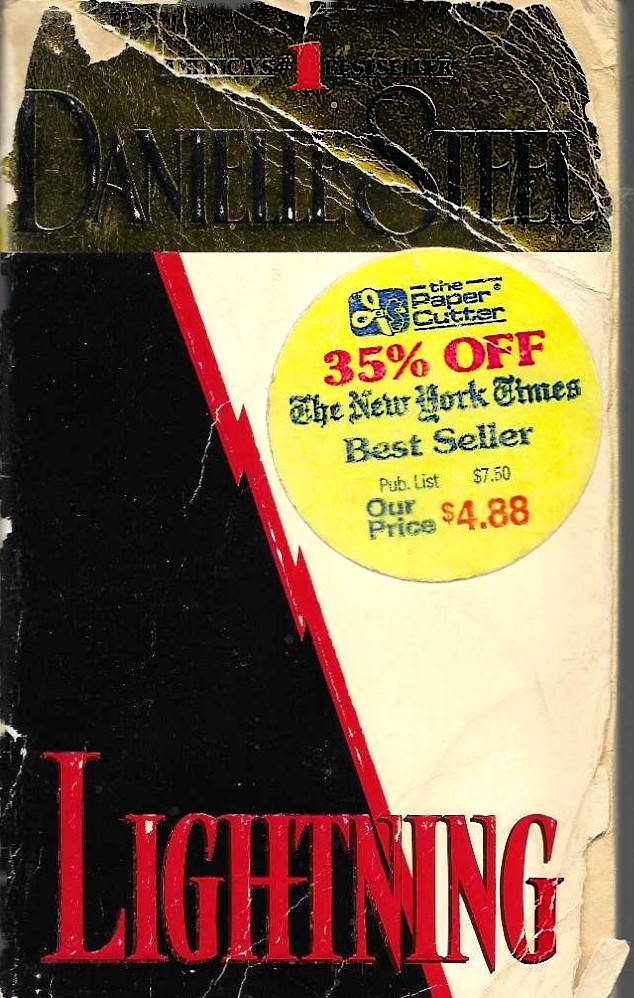 AMERICA'S #1 BESTSELLER
DANIELLE STEEL
the
Paper®
Cutter
35% OFF
The New York Times
Best Seller
Pub. List $7.50
Our
Price $4.88
LIGHTNING